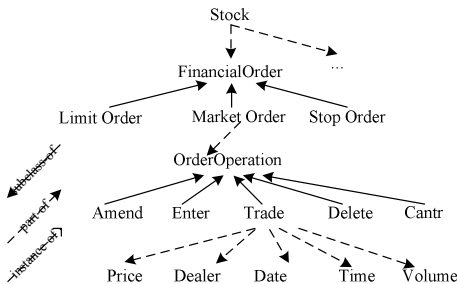 Stock
...
FinancialOrder
Limit Order Market Order Stop Order
subclass of
OrderOperation
part of
Amend Enter Trade Delete Cantr
instance of
Price Dealer Date Time Volume